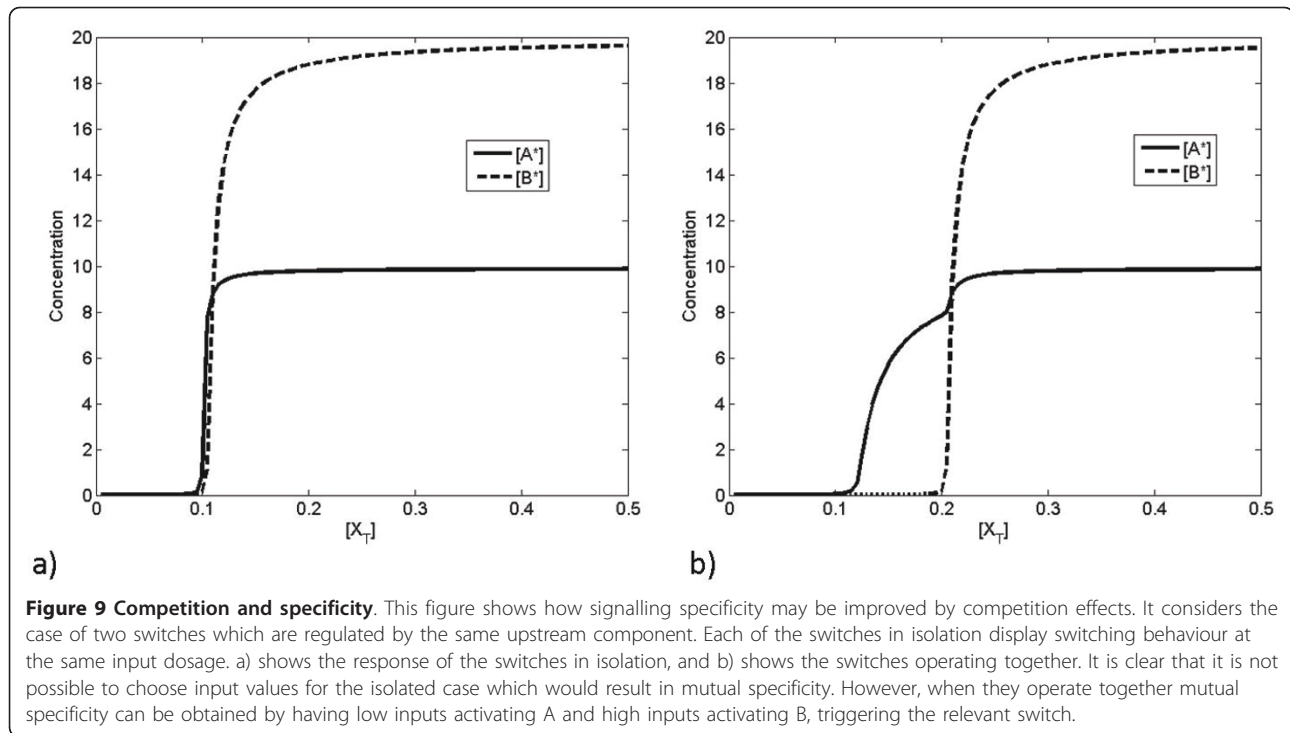 20
18
16
14
12
10
8
6
4
2
0
Concentration
[A*]
[B*]
0
0.1
0.2
0.3
0.4
0.5
[X_T]
a)
20
18
16
14
12
10
8
6
4
2
0
Concentration
[A*]
[B*]
0
0.1
0.2
0.3
0.4
0.5
[X_T]
b)
Figure 9 Competition and specificity. This figure shows how signalling specificity may be improved by competition effects. It considers the
case of two switches which are regulated by the same upstream component. Each of the switches in isolation display switching behaviour at
the same input dosage. a) shows the response of the switches in isolation, and b) shows the switches operating together. It is clear that it is not
possible to choose input values for the isolated case which would result in mutual specificity. However, when they operate together mutual
specificity can be obtained by having low inputs activating A and high inputs activating B, triggering the relevant switch.